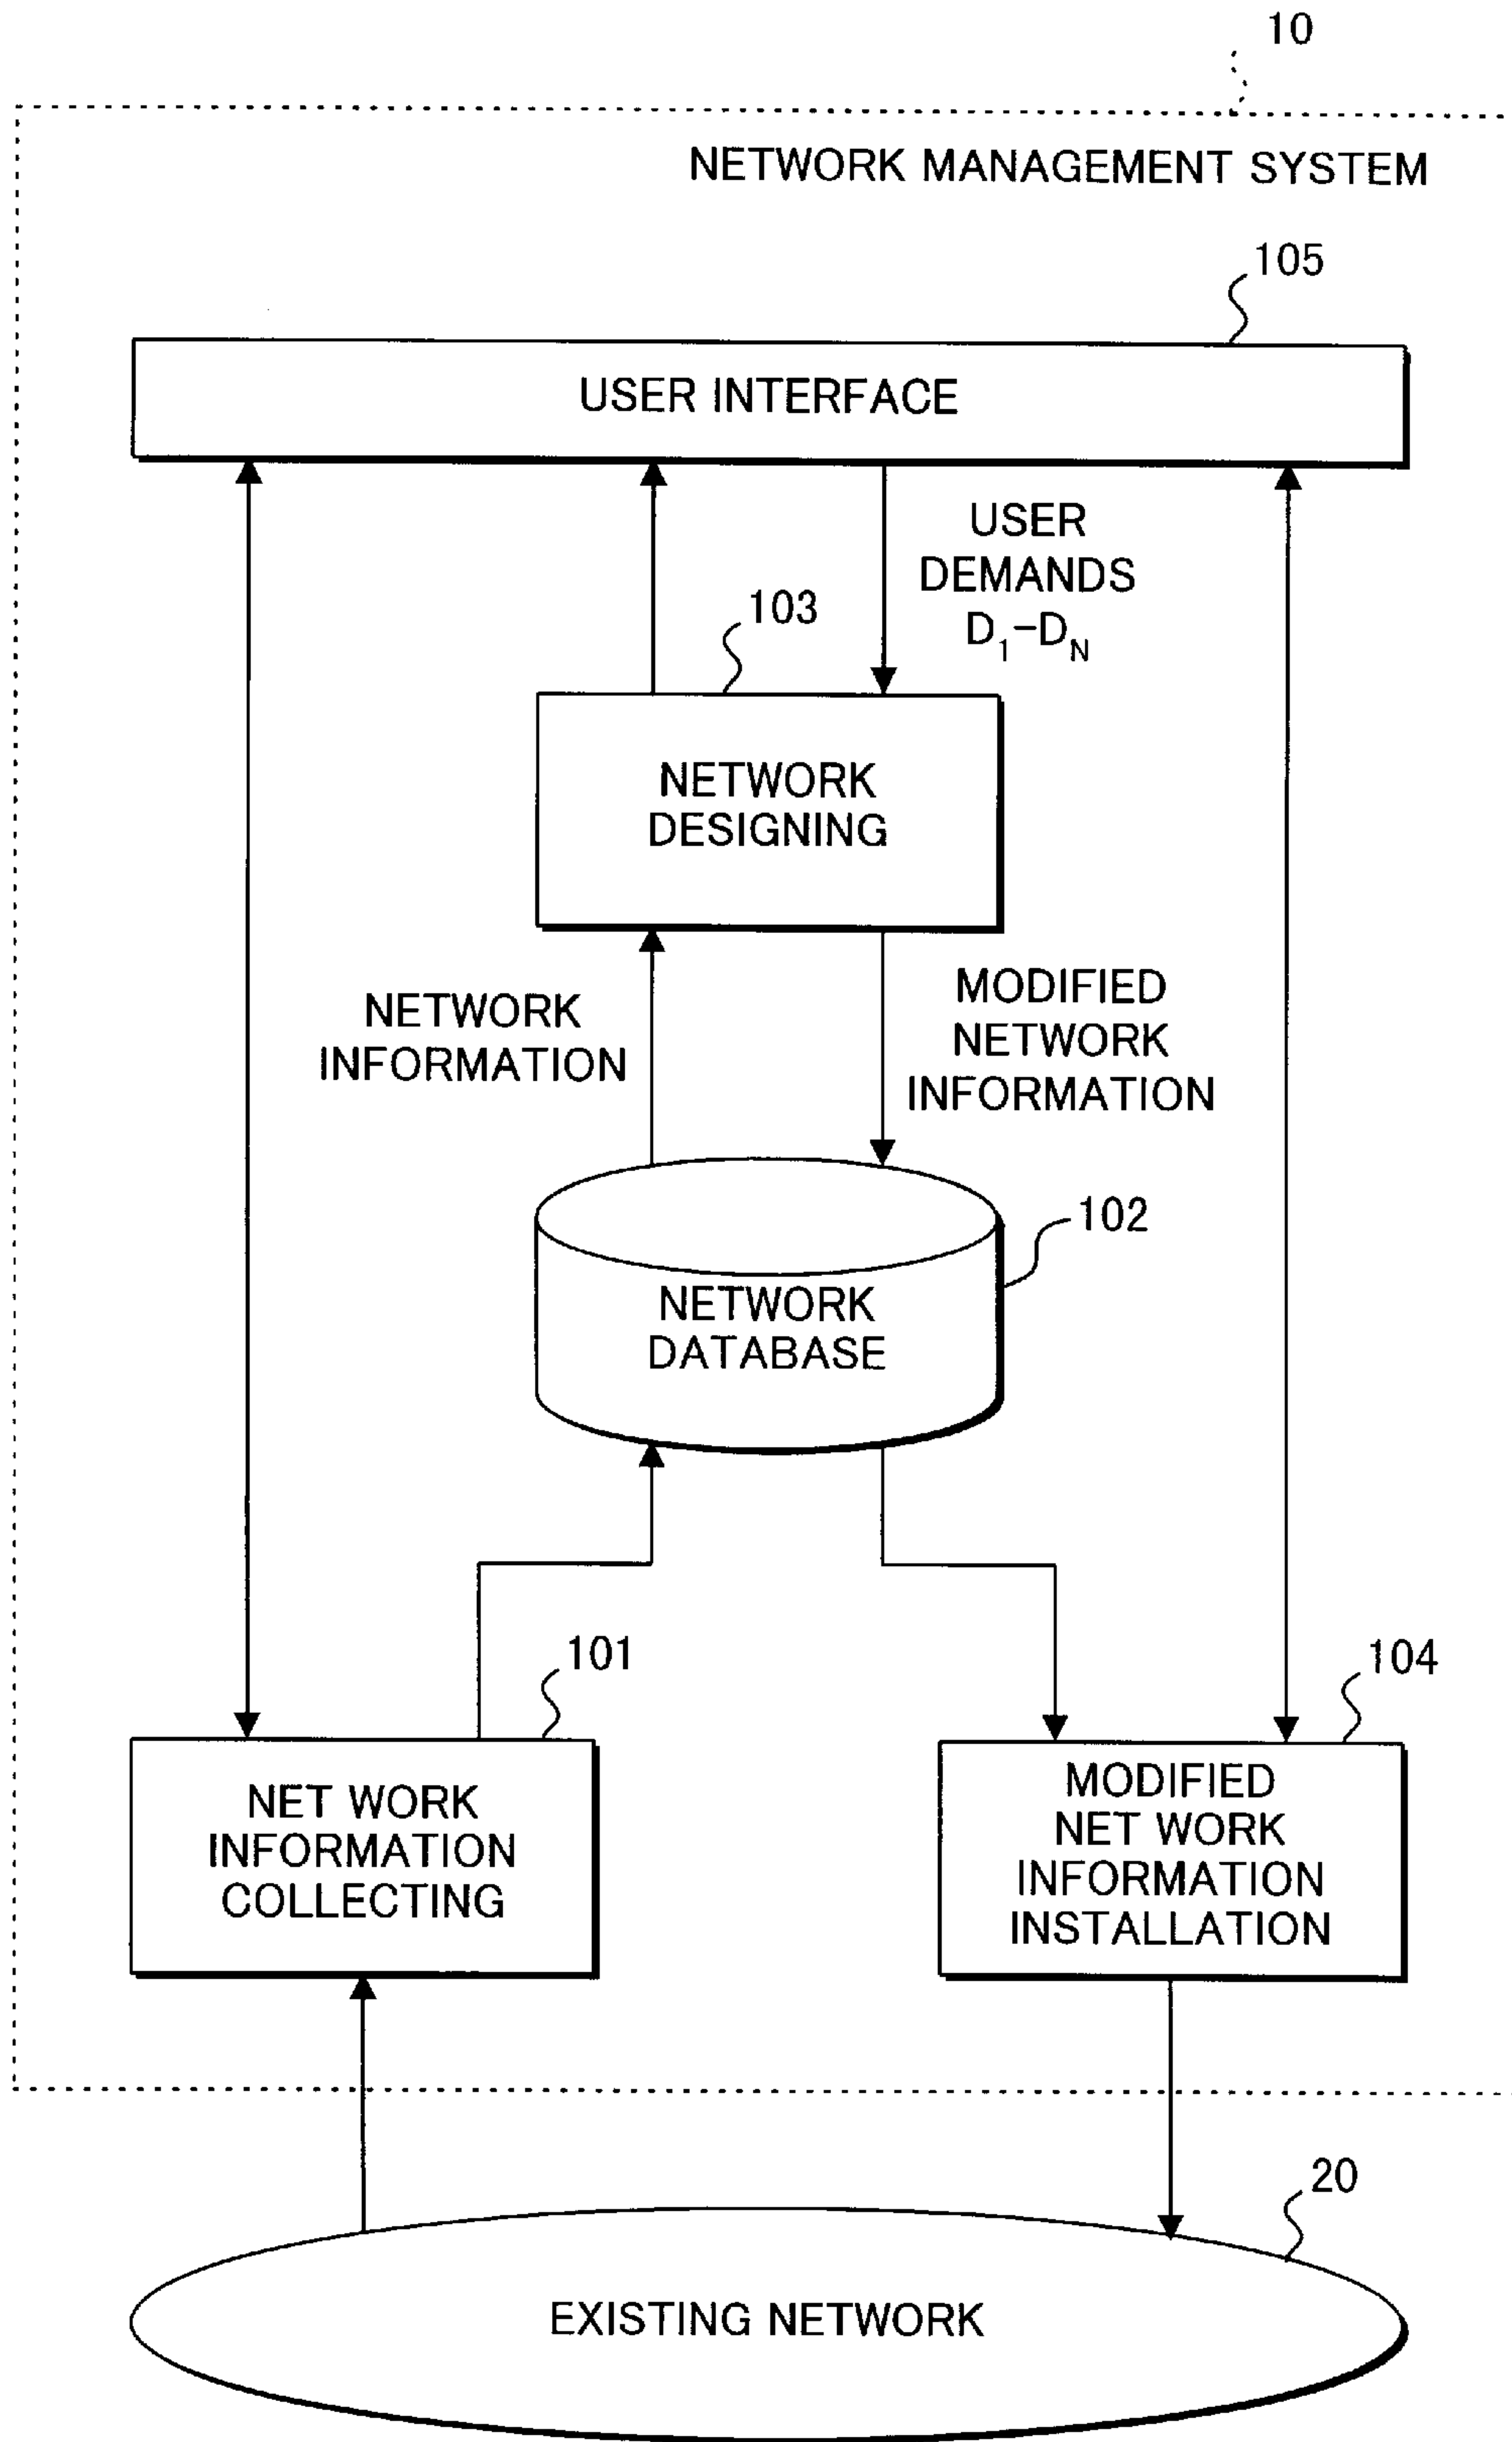 10
NETWORK MANAGEMENT SYSTEM
105
USER INTERFACE
USER
DEMANDS
D₁-D_N
103
NETWORK
DESIGNING
NETWORK
INFORMATION
MODIFIED
NETWORK
INFORMATION
102
NETWORK
DATABASE
101
104
NET WORK
INFORMATION
COLLECTING
MODIFIED
NET WORK
INFORMATION
INSTALLATION
20
EXISTING NETWORK